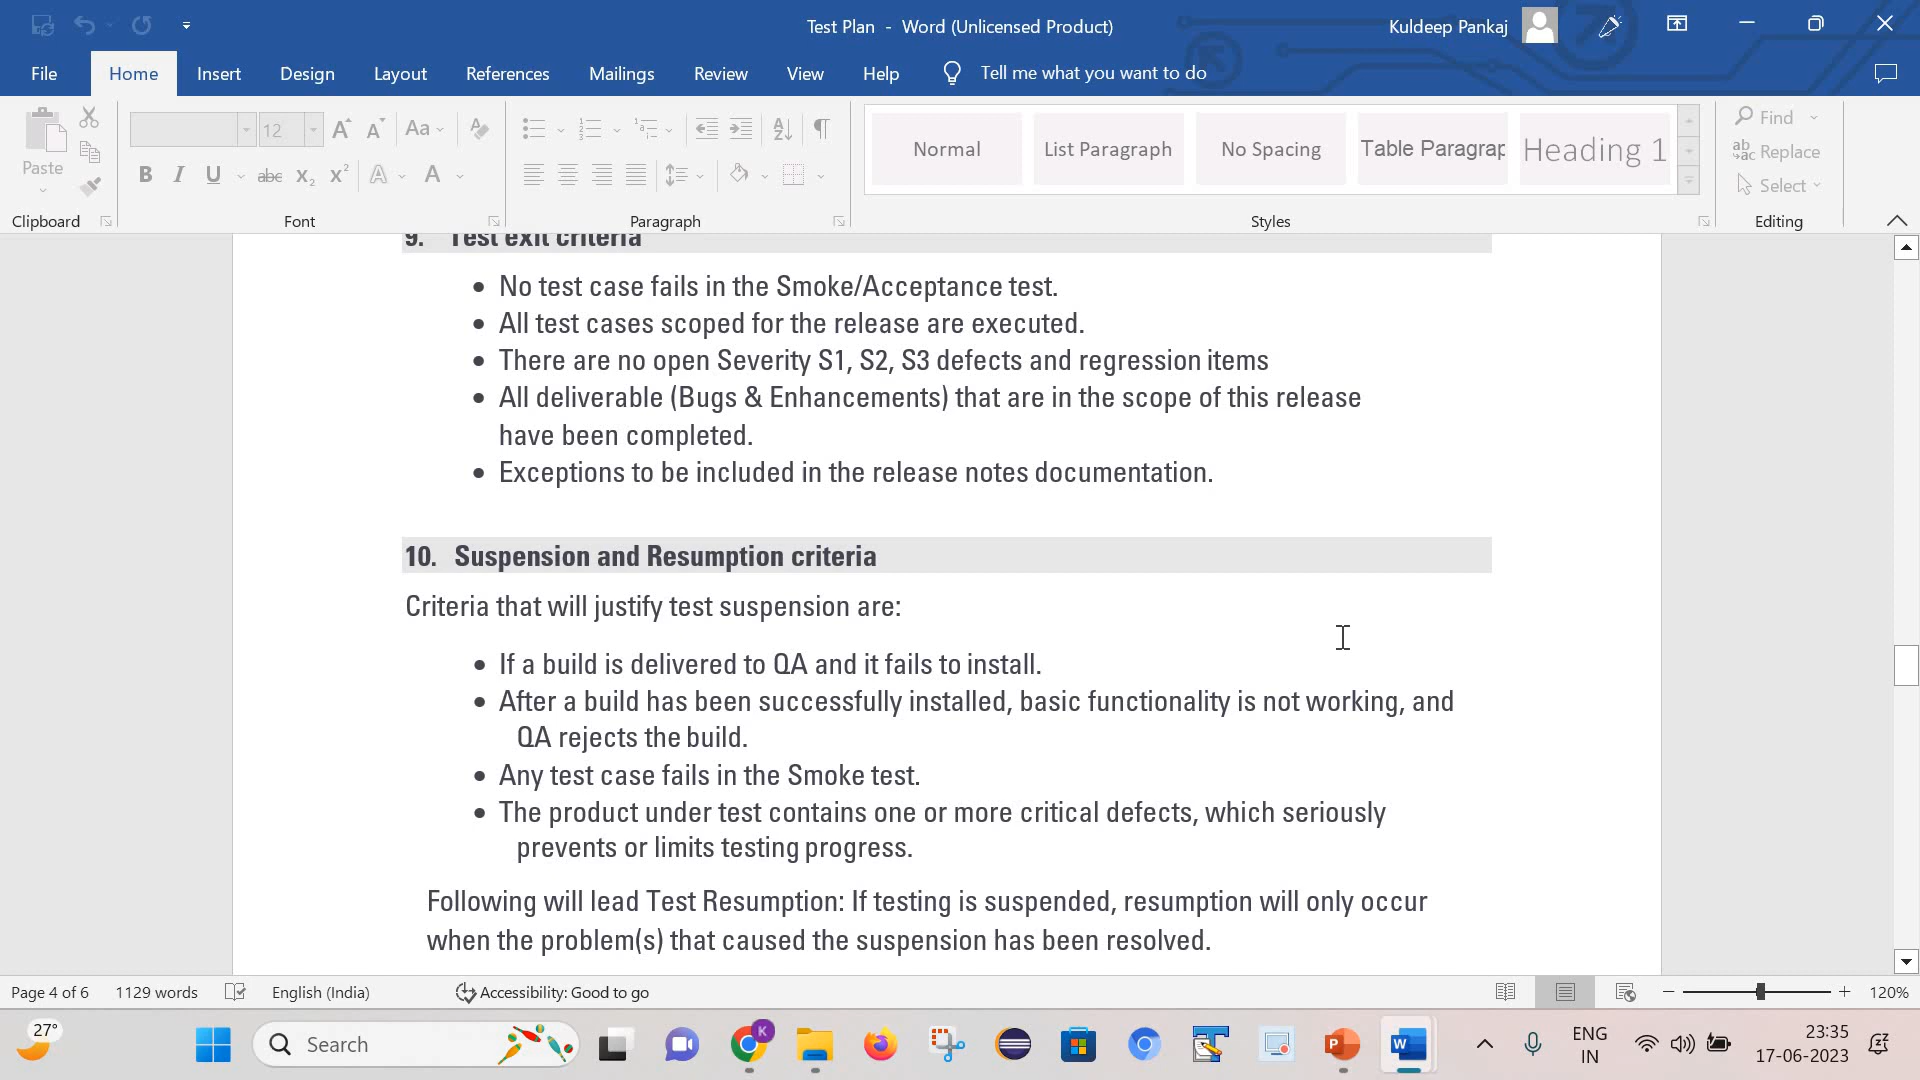 Test Plan - Word (Unlicensed Product)
Kuldeep Pankaj
File Home Insert Design Layout References Mailings Review View Help Tell me what you want to do
Paste
12
Aa
B I U abc x₂ x² A A
Clipboard Font Paragraph Styles Editing
Normal List Paragraph No Spacing Table Paragrap Heading 1
Find
Replace
Select
9. Test exit criteria
• No test case fails in the Smoke/Acceptance test.
• All test cases scoped for the release are executed.
• There are no open Severity S1, S2, S3 defects and regression items
• All deliverable (Bugs & Enhancements) that are in the scope of this release
have been completed.
• Exceptions to be included in the release notes documentation.
10. Suspension and Resumption criteria
Criteria that will justify test suspension are:
• If a build is delivered to QA and it fails to install.
• After a build has been successfully installed, basic functionality is not working, and
QA rejects the build.
• Any test case fails in the Smoke test.
• The product under test contains one or more critical defects, which seriously
prevents or limits testing progress.
Following will lead Test Resumption: If testing is suspended, resumption will only occur
when the problem(s) that caused the suspension has been resolved.
Page 4 of 6 1129 words English (India) Accessibility: Good to go 120%
27° Search ENG 23:35
IN 17-06-2023